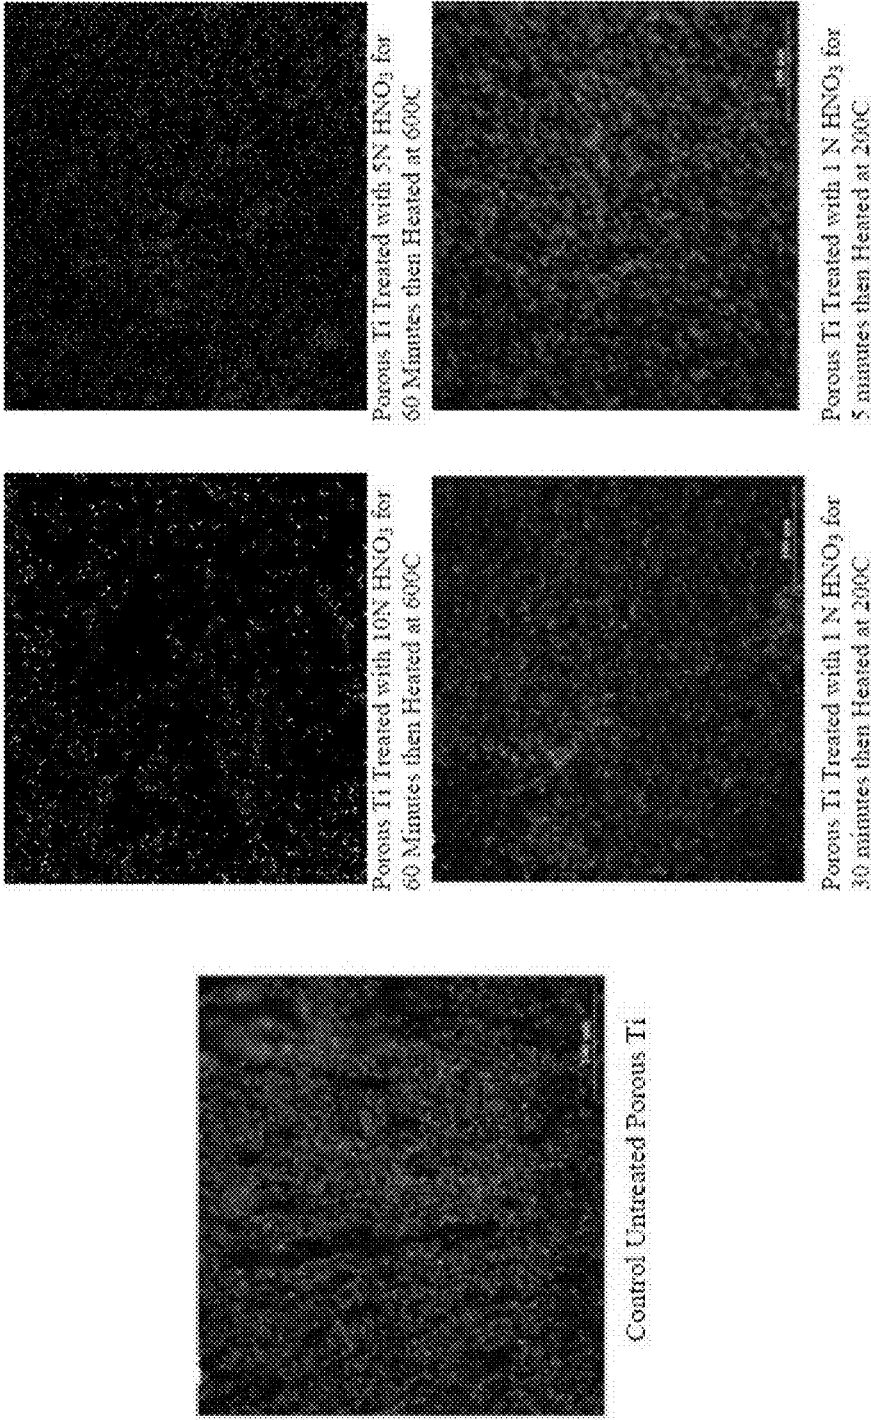 Control Untreated Porous Ti
Porous Ti Treated with 10N HNO₃ for
60 Minutes then Heated at 600C
Porous Ti Treated with 5N HNO₃ for
60 Minutes then Heated at 600C
Porous Ti Treated with 1 N HNO₃ for
30 minutes then Heated at 200C
Porous Ti Treated with 1 N HNO₃ for
5 minutes then Heated at 200C